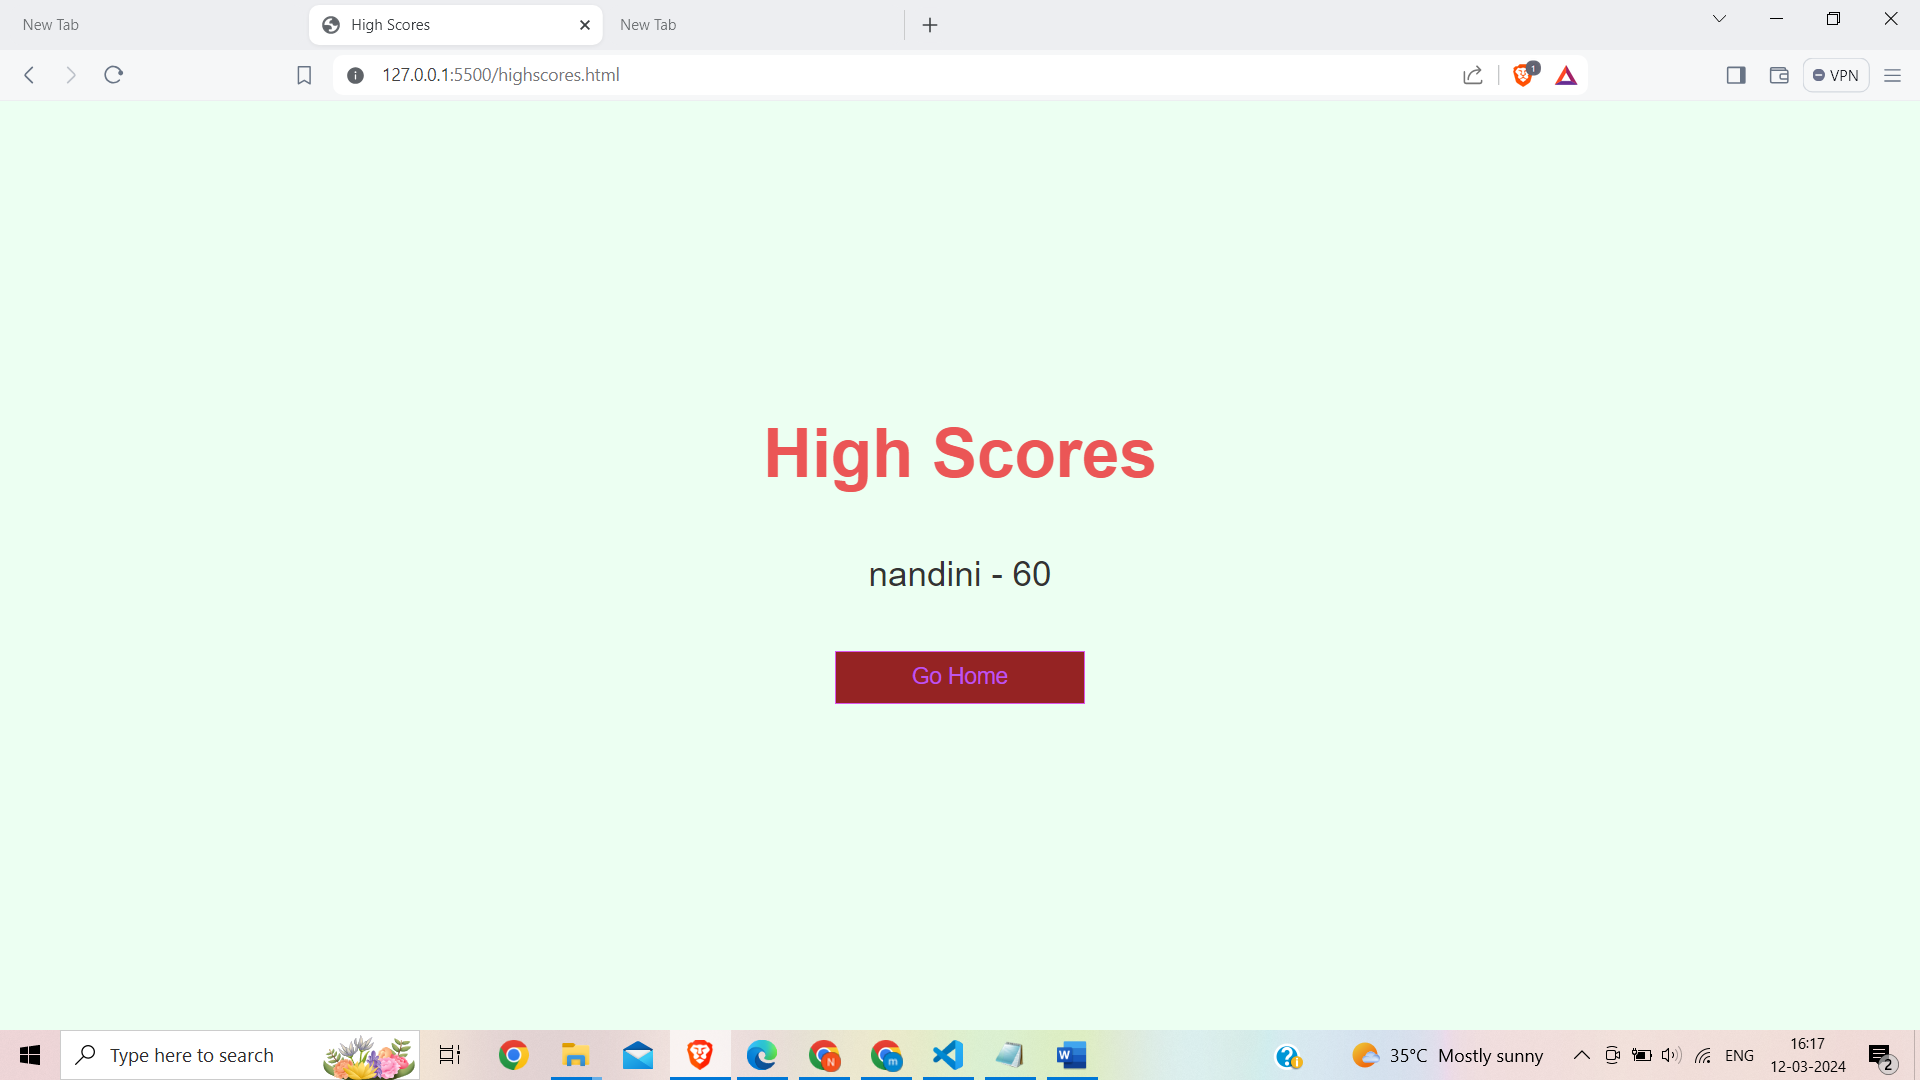 New Tab
High Scores
New Tab
127.0.0.1:5500/highscores.html
1
VPN
High Scores
nandini - 60
Go Home
Type here to search
N
m
W
35°C Mostly sunny
ENG
16:17
12-03-2024
2